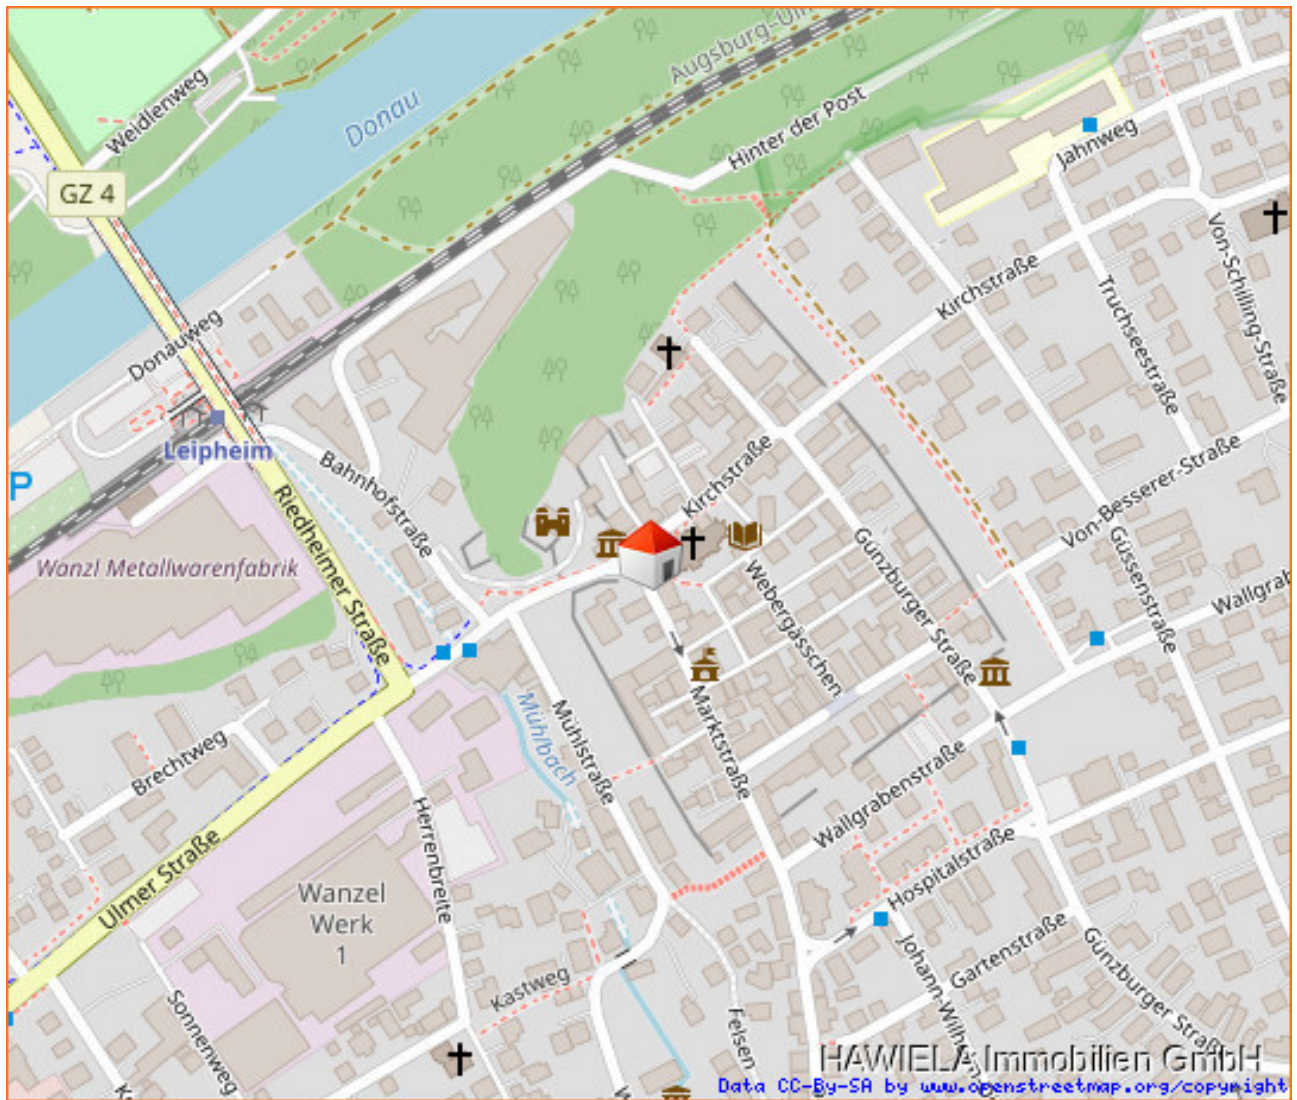 Augsburg-Ulm
Weidlenweg
Donau
Hinter der Post
Jahnweg
GZ 4
Von-Schilling-Straße
Kirchstraße
Truchseestraße
Donauweg
Leipheim
P
Bahnhofstraße
Kirchstraße
Von-Besserer-Straße
Riedheimer Straße
Wanzl Metallwarenfabrik
Günzburger Straße
Güssenstraße
Webergässchen
Wallgrab
Mühlbach
Mühlstraße
Marktstraße
Brechtweg
Wallgrabenstraße
Herrenbreite
Ulmer Straße
Hospitalstraße
Wanzel
Werk
1
Johann-Wilhelm-D
Gartenstraße
Günzburger Straße
Kastweg
Sonnenweg
Felsen
HAWIELA Immobilien GmbH
Data CC-By-SA by www.openstreetmap.org/copyright